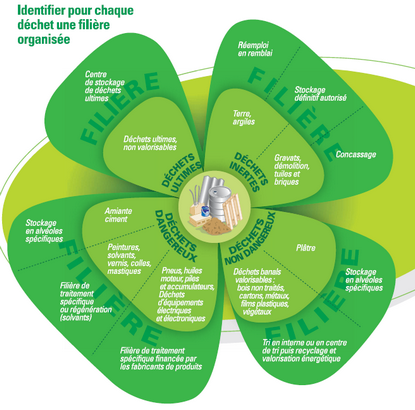 Identifier pour chaque
déchet une filière
organisée
FILIÈRE
Centre
de stockage
de déchets
ultimes
Déchets ultimes,
non valorisables
DÉCHETS
ULTIMES
FILIÈRE
Réemploi
en remblai
Stockage
définitif autorisé
Concassage
Terre,
argiles
Gravats,
démolition,
tuiles et
briques
DÉCHETS
INERTES
FILIÈRE
Stockage
en alvéoles
spécifiques
Amiante
ciment
DÉCHETS
DANGEREUX
Peintures,
solvants,
vernis, colles,
mastiques
Filière de
traitement
spécifique
ou régénération
(solvants)
Pneus, huiles
moteur, piles
et accumulateurs,
Déchets
d'équipements
électriques
et électroniques
Filière de traitement
spécifique financée par
les fabricants de produits
FILIÈRE
DÉCHETS
NON DANGEREUX
Plâtre
Stockage
en alvéoles
spécifiques
Déchets banals
valorisables :
bois non traités,
cartons, métaux,
films plastiques,
végétaux
Tri en interne ou en centre
de tri puis recyclage et
valorisation énergétique